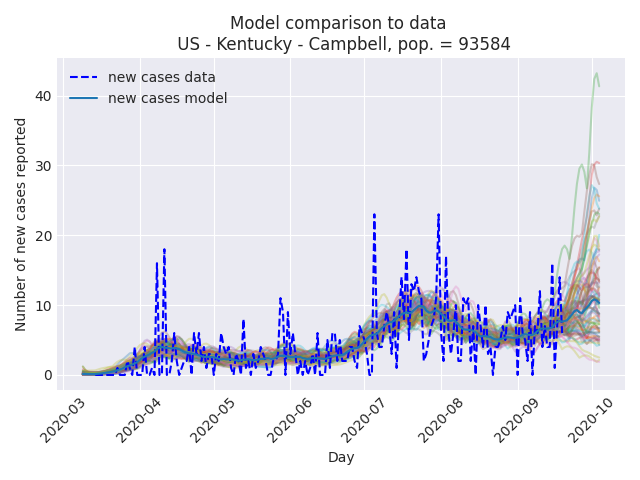 Model comparison to data
US - Kentucky - Campbell, pop. = 93584
new cases data
new cases model
Number of new cases reported
40
30
20
10
0
2020-03
2020-04
2020-05
2020-06
2020-07
2020-08
2020-09
2020-10
Day